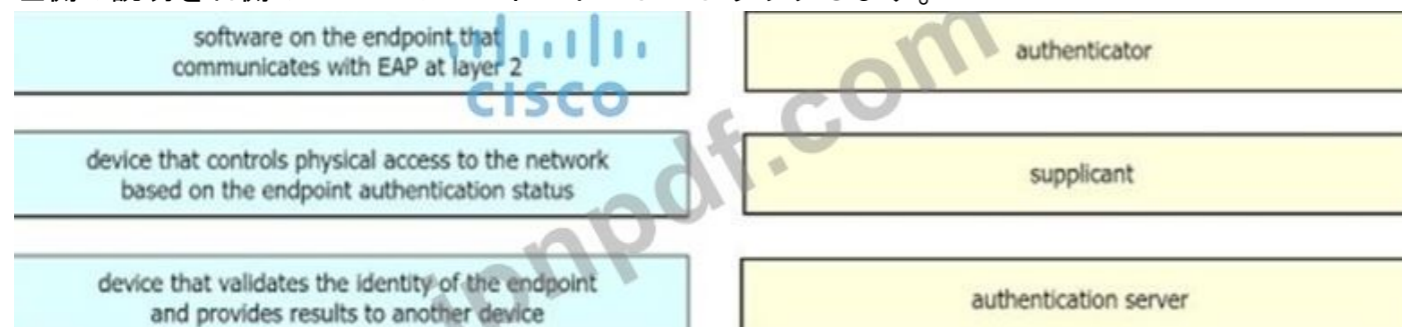 software on the endpoint that
communicates with EAP at layer 2
CISCO
authenticator
device that controls physical access to the network
based on the endpoint authentication status
supplicant
device that validates the identity of the endpoint
and provides results to another device
authentication server